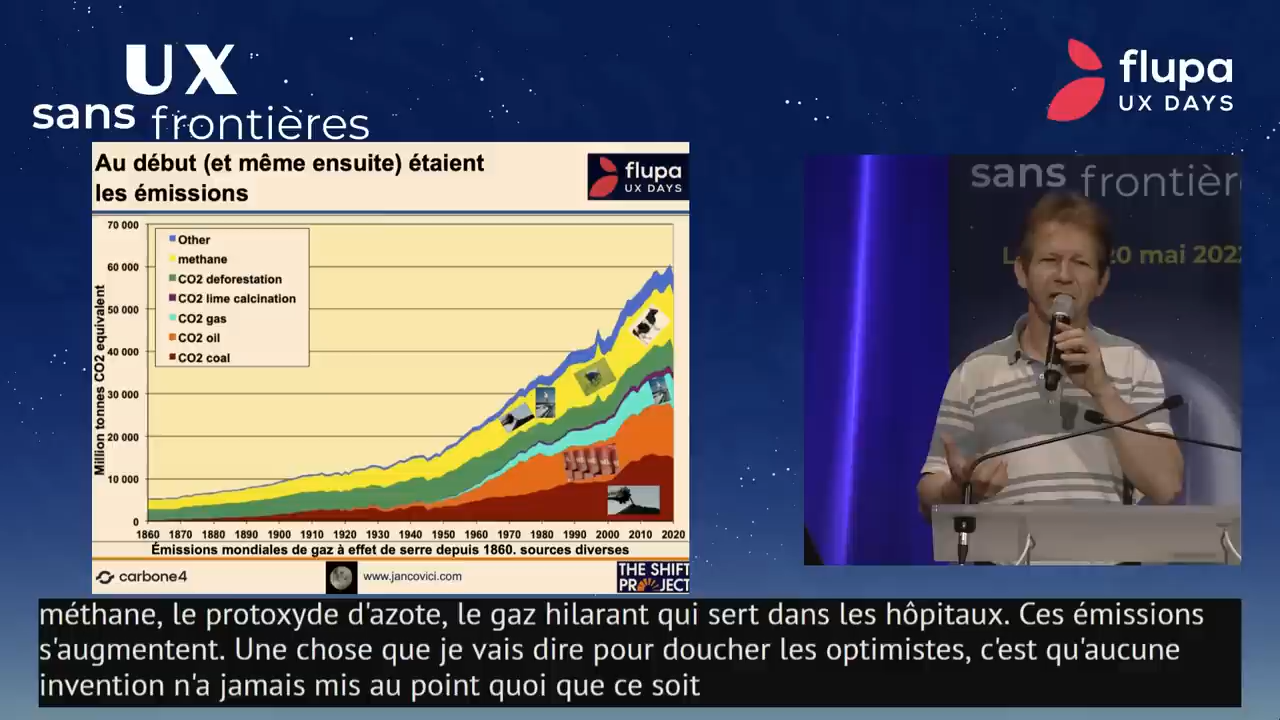 UX
sans frontières
flupa
UX DAYS
Au début (et même ensuite) étaient
les émissions
flupa
UX DAYS
Million tonnes CO2 equivalent
70 000
60 000
50 000
40 000
30 000
20 000
10 000
0
Other
methane
CO2 deforestation
CO2 lime calcination
CO2 gas
CO2 oil
CO2 coal
1860 1870 1880 1890 1900 1910 1920 1930 1940 1950 1960 1970 1980 1990 2000 2010 2020
Émissions mondiales de gaz à effet de serre depuis 1860. sources diverses
carbone4
www.jancovici.com
THE SHIFT
PROJECT
sans frontièr
20 mai 202
méthane, le protoxyde d'azote, le gaz hilarant qui sert dans les hôpitaux. Ces émissions
s'augmentent. Une chose que je vais dire pour doucher les optimistes, c'est qu'aucune
invention n'a jamais mis au point quoi que ce soit